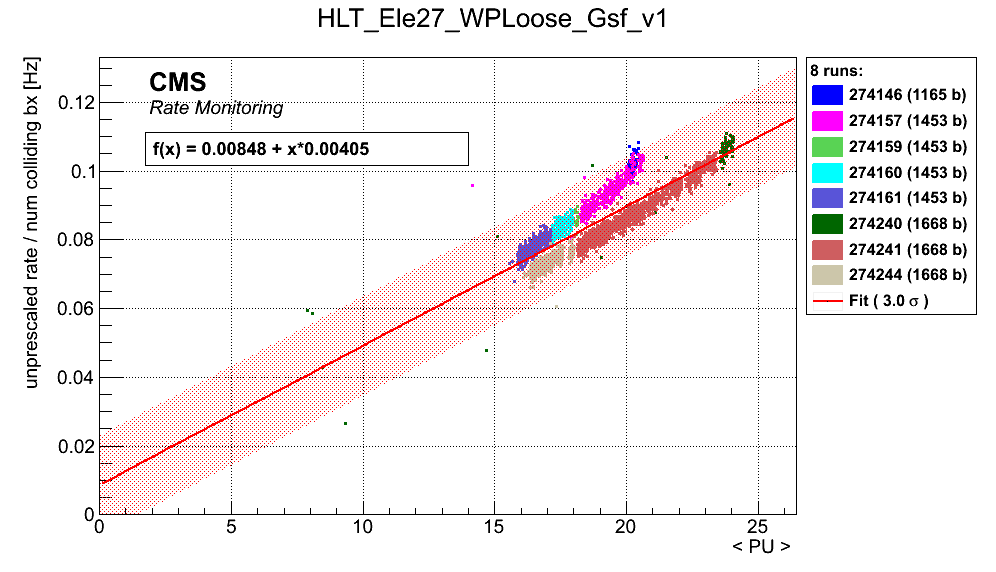 HLT_Ele27_WPLoose_Gsf_v1
unprescaled rate / num colliding bx [Hz]
CMS
Rate Monitoring
f(x) = 0.00848 + x*0.00405
0.12
0.1
0.08
0.06
0.04
0.02
0
0 5 10 15 20 25
< PU >
8 runs:
274146 (1165 b)
274157 (1453 b)
274159 (1453 b)
274160 (1453 b)
274161 (1453 b)
274240 (1668 b)
274241 (1668 b)
274244 (1668 b)
Fit ( 3.0 σ )